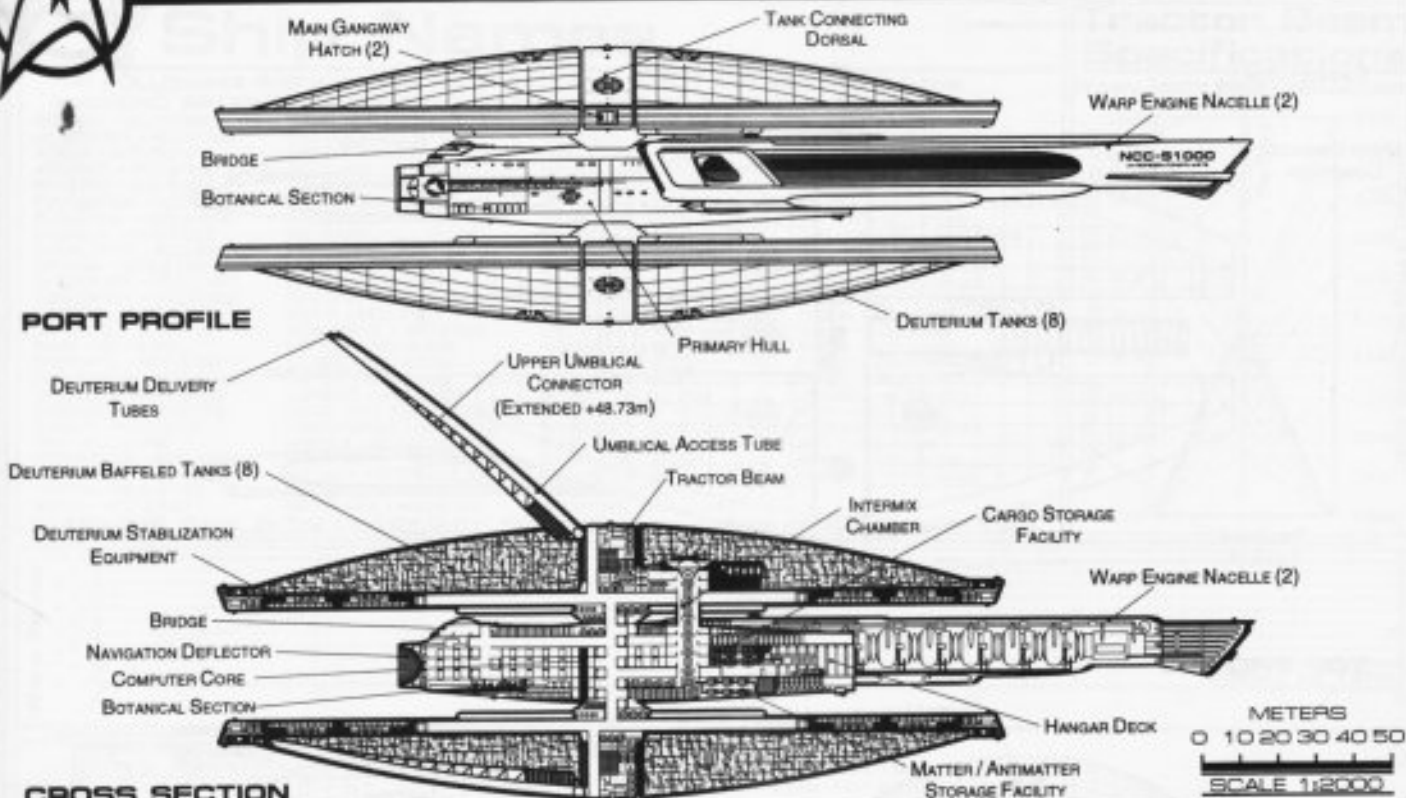 MAIN GANGWAY
HATCH (2)
TANK CONNECTING
DORSAL
WARP ENGINE NACELLE (2)
BRIDGE
NCC-S1000
BOTANICAL SECTION
DEUTERIUM TANKS (8)
PORT PROFILE
PRIMARY HULL
DEUTERIUM DELIVERY
TUBES
UPPER UMBILICAL
CONNECTOR
(EXTENDED +48.73m)
UMBILICAL ACCESS TUBE
DEUTERIUM BAFFELED TANKS (8)
TRACTOR BEAM
INTERMIX
CHAMBER
CARGO STORAGE
FACILITY
DEUTERIUM STABILIZATION
EQUIPMENT
WARP ENGINE NACELLE (2)
BRIDGE
NAVIGATION DEFLECTOR
COMPUTER CORE
BOTANICAL SECTION
HANGAR DECK
METERS
0 10 20 30 40 50
SCALE 1:2000
MATTER / ANTIMATTER
STORAGE FACILITY
CROSS SECTION